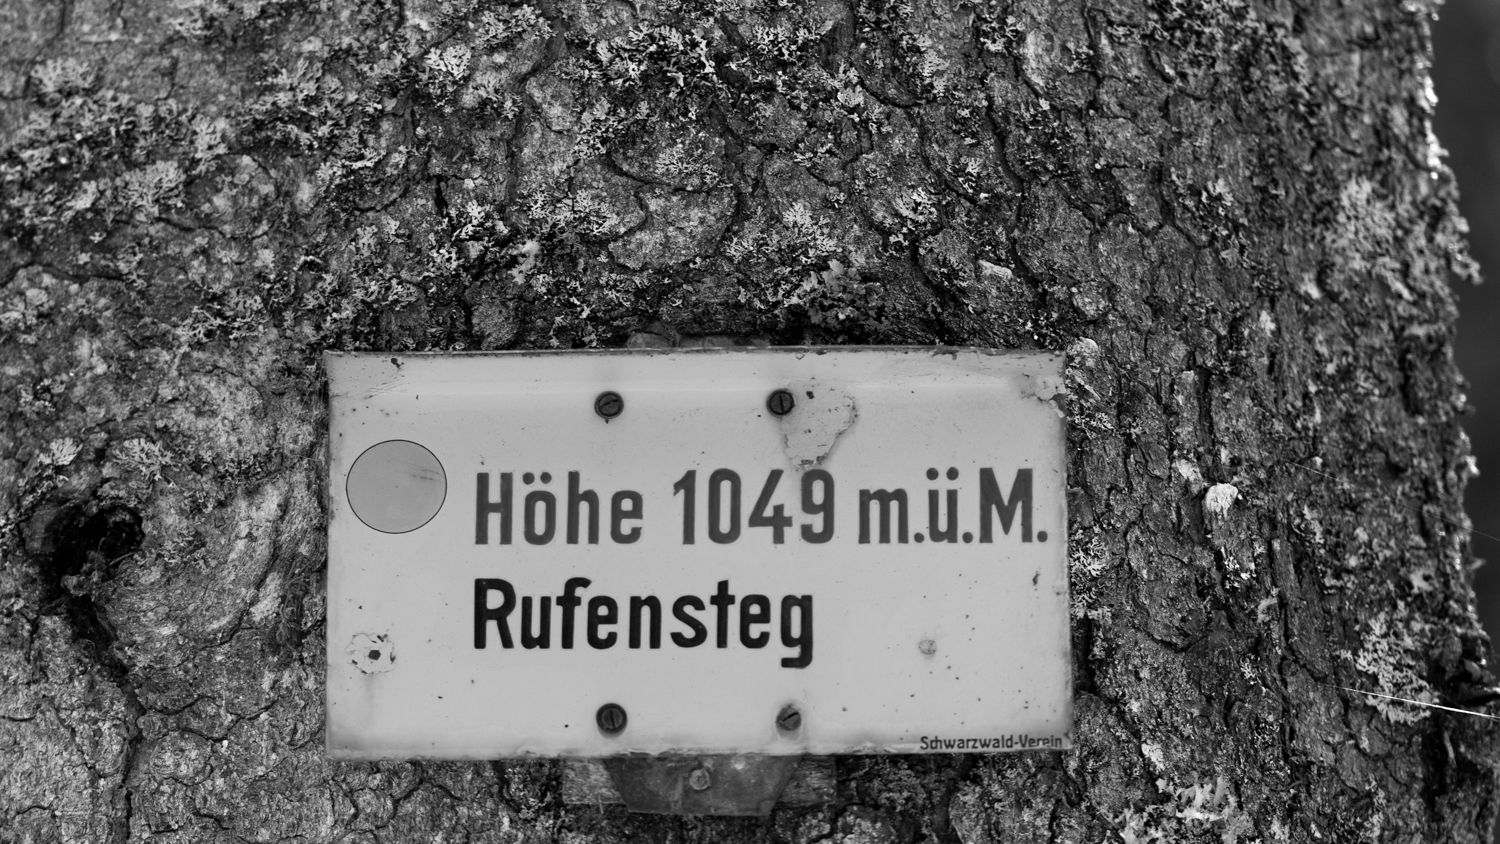 Höhe 1049 m.ü.M.
Rufensteg
Schwarzwald-Verein